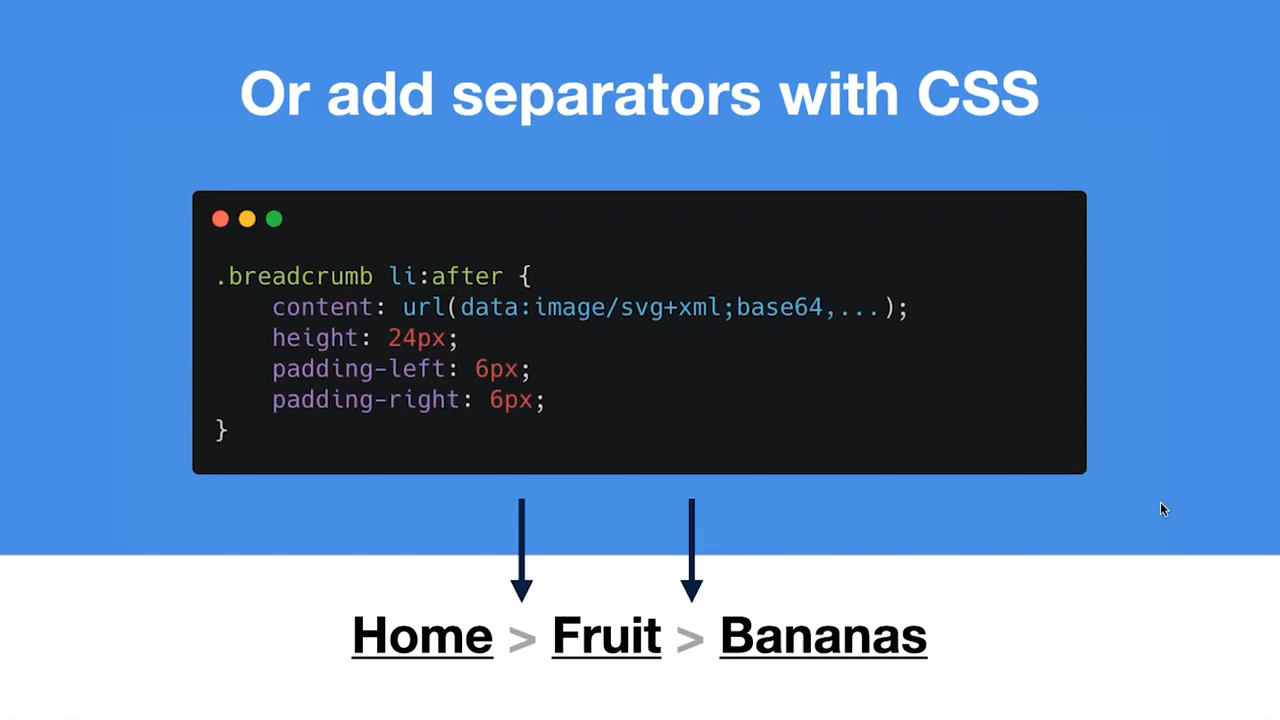 Or add separators with CSS
.breadcrumb li:after {
    content: url(data:image/svg+xml;base64,...);
    height: 24px;
    padding-left: 6px;
    padding-right: 6px;
}
Home > Fruit > Bananas